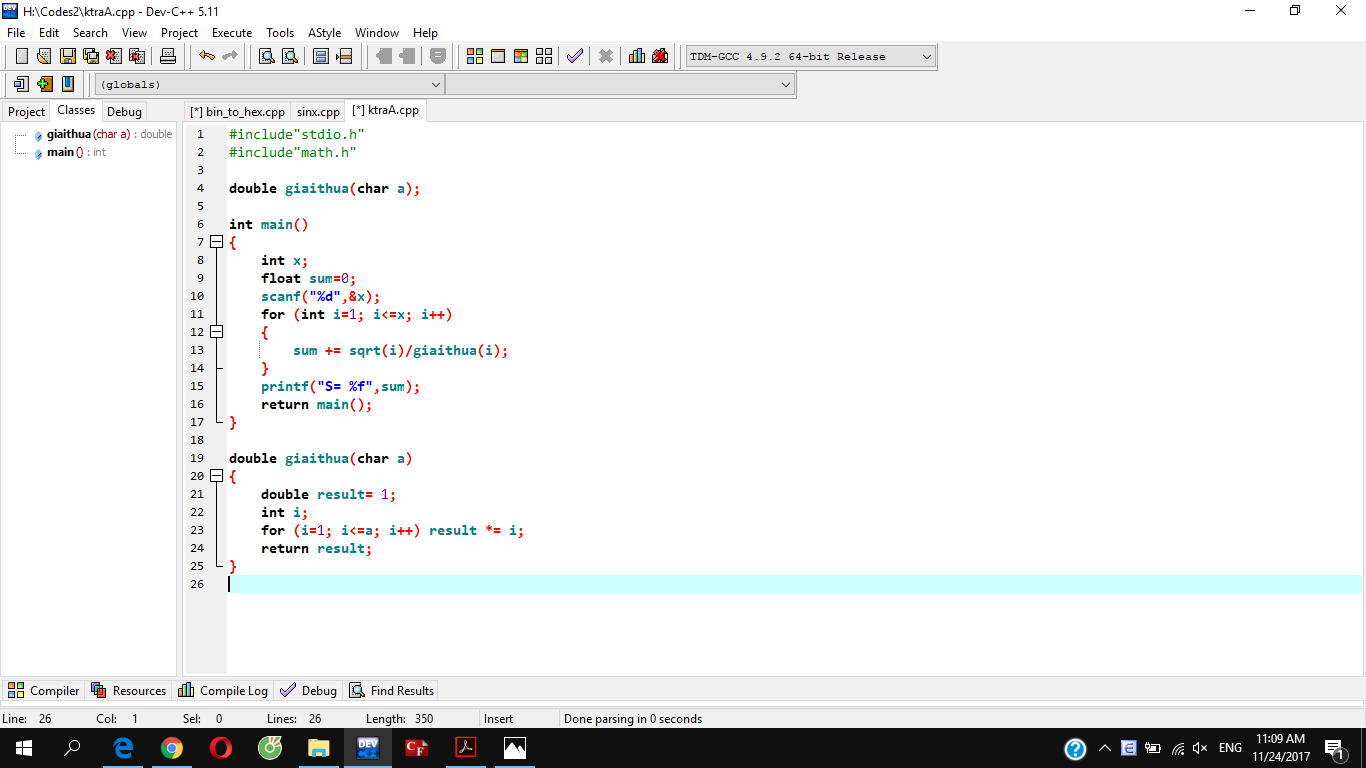 H:\Codes2\ktraA.cpp - Dev-C++ 5.11
File Edit Search View Project Execute Tools AStyle Window Help
TDM-GCC 4.9.2 64-bit Release
(globals)
Project Classes Debug
[*] bin_to_hex.cpp sinx.cpp [*] ktraA.cpp
giaithua (char a) : double
main () : int
1 #include"stdio.h"
2 #include"math.h"
3
4 double giaithua(char a);
5
6 int main()
7 {
8 int x;
9 float sum=0;
10 scanf("%d",&x);
11 for (int i=1; i<=x; i++)
12 {
13 sum += sqrt(i)/giaithua(i);
14 }
15 printf("S= %f",sum);
16 return main();
17 }
18
19 double giaithua(char a)
20 {
21 double result= 1;
22 int i;
23 for (i=1; i<=a; i++) result *= i;
24 return result;
25 }
26
Compiler Resources Compile Log Debug Find Results
Line: 26 Col: 1 Sel: 0 Lines: 26 Length: 350 Insert Done parsing in 0 seconds
DEV CF ENG 11:09 AM
11/24/2017 1